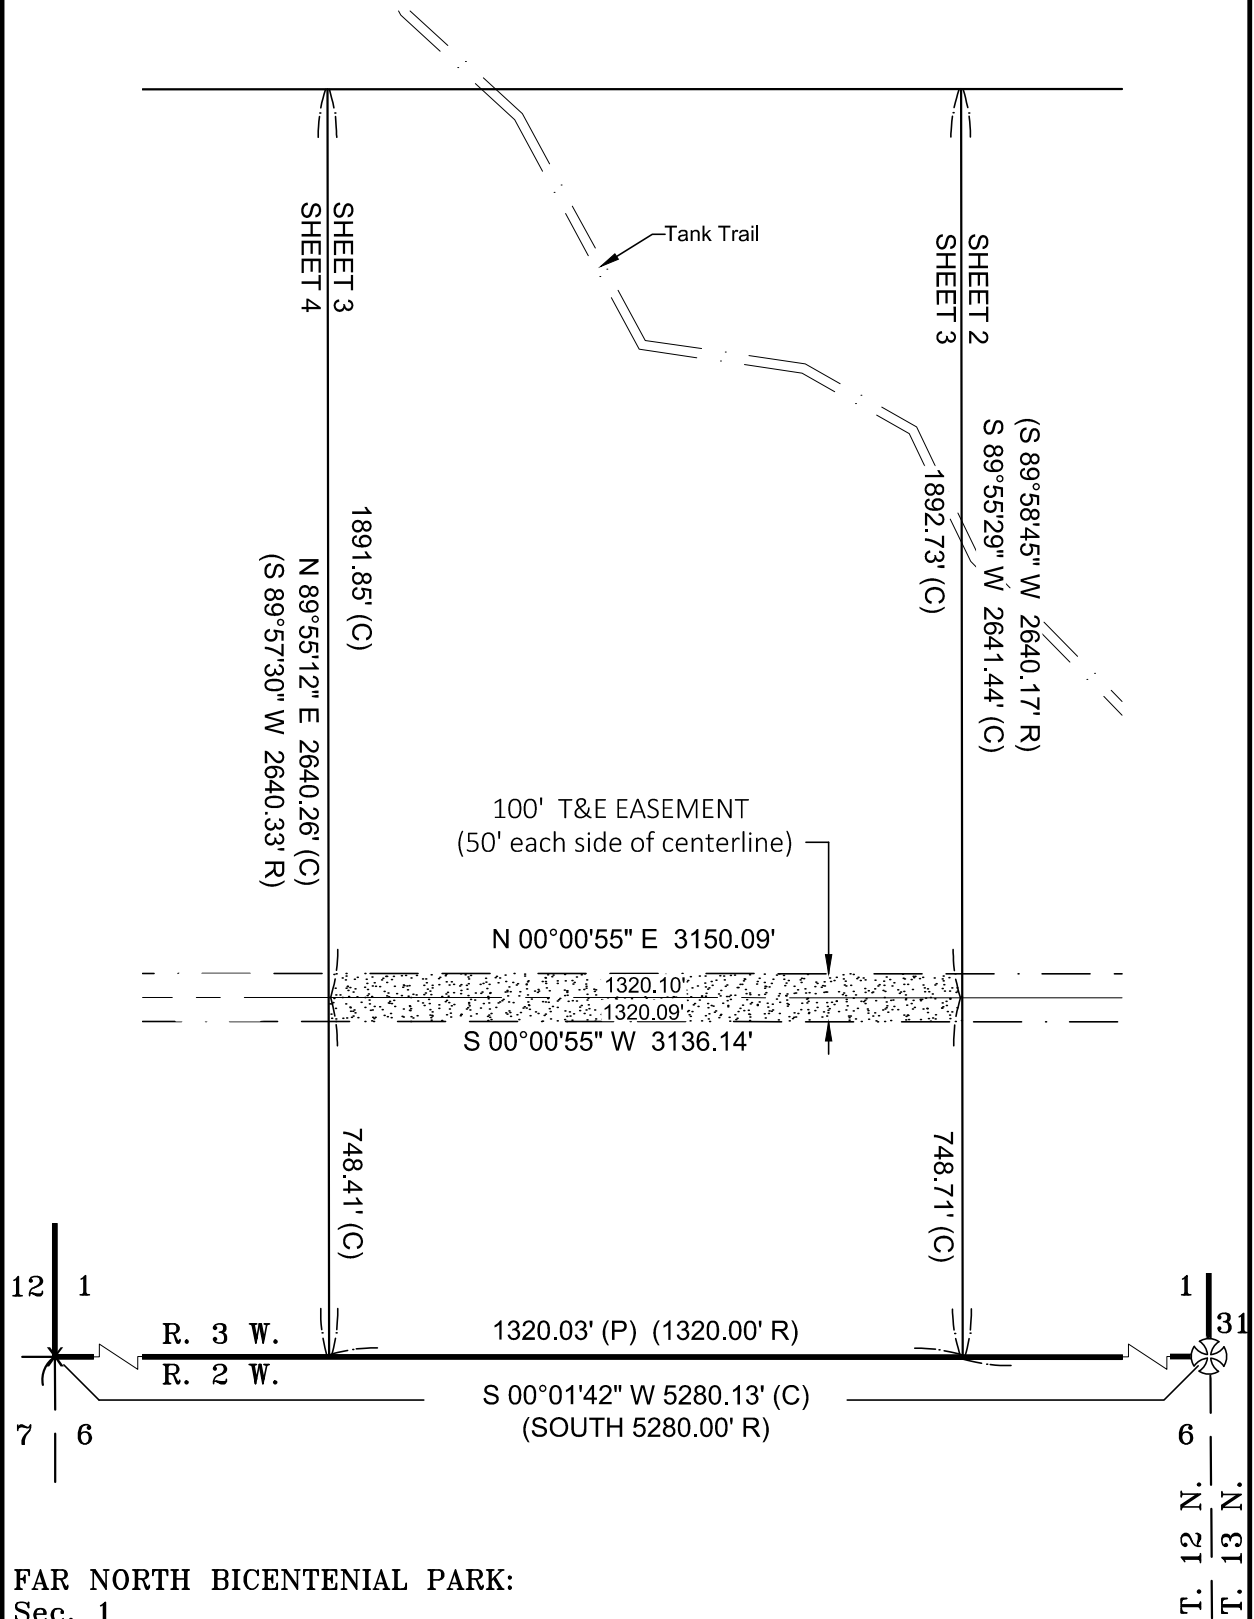 Tank Trail
SHEET 3
SHEET 4
SHEET 2
SHEET 3
(S 89°58'45" W 2640.17' R)
S 89°55'29" W 2641.44' (C)
1892.73' (C)
1891.85' (C)
N 89°55'12" E 2640.26' (C)
(S 89°57'30" W 2640.33' R)
100' T&E EASEMENT
(50' each side of centerline)
N 00°00'55" E 3150.09'
1320.10'
1320.09'
S 00°00'55" W 3136.14'
748.41' (C)
748.71' (C)
12 1
1
31
R. 3 W.
1320.03' (P) (1320.00' R)
R. 2 W.
S 00°01'42" W 5280.13' (C)
(SOUTH 5280.00' R)
7 6
6
T. 12 N.
T. 13 N.
FAR NORTH BICENTENIAL PARK:
Sec. 1